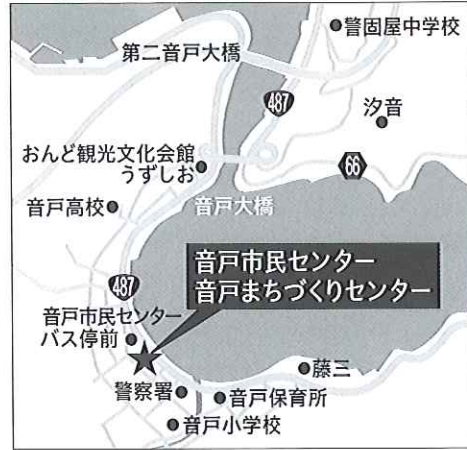 警固屋中学校
第二音戸大橋
487
汐音
おんど観光文化会館
うずしお
66
音戸高校
音戸大橋
音戸市民センター
音戸まちづくりセンター
487
音戸市民センター
バス停前
藤三
警察署
音戸保育所
音戸小学校